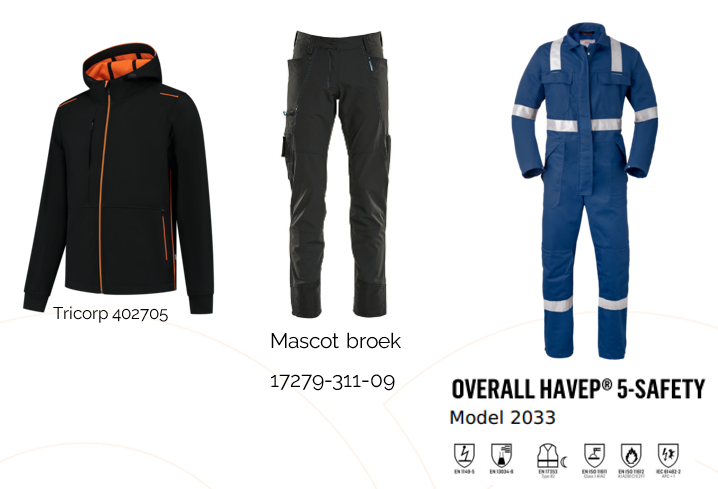 Tricorp 402705
Mascot broek
17279-311-09
OVERALL HAVEP® 5-SAFETY
Model 2033
EN 1149-5 EN 13034-6 EN 17353 EN ISO 11611 EN ISO 11612 IEC 61482-2